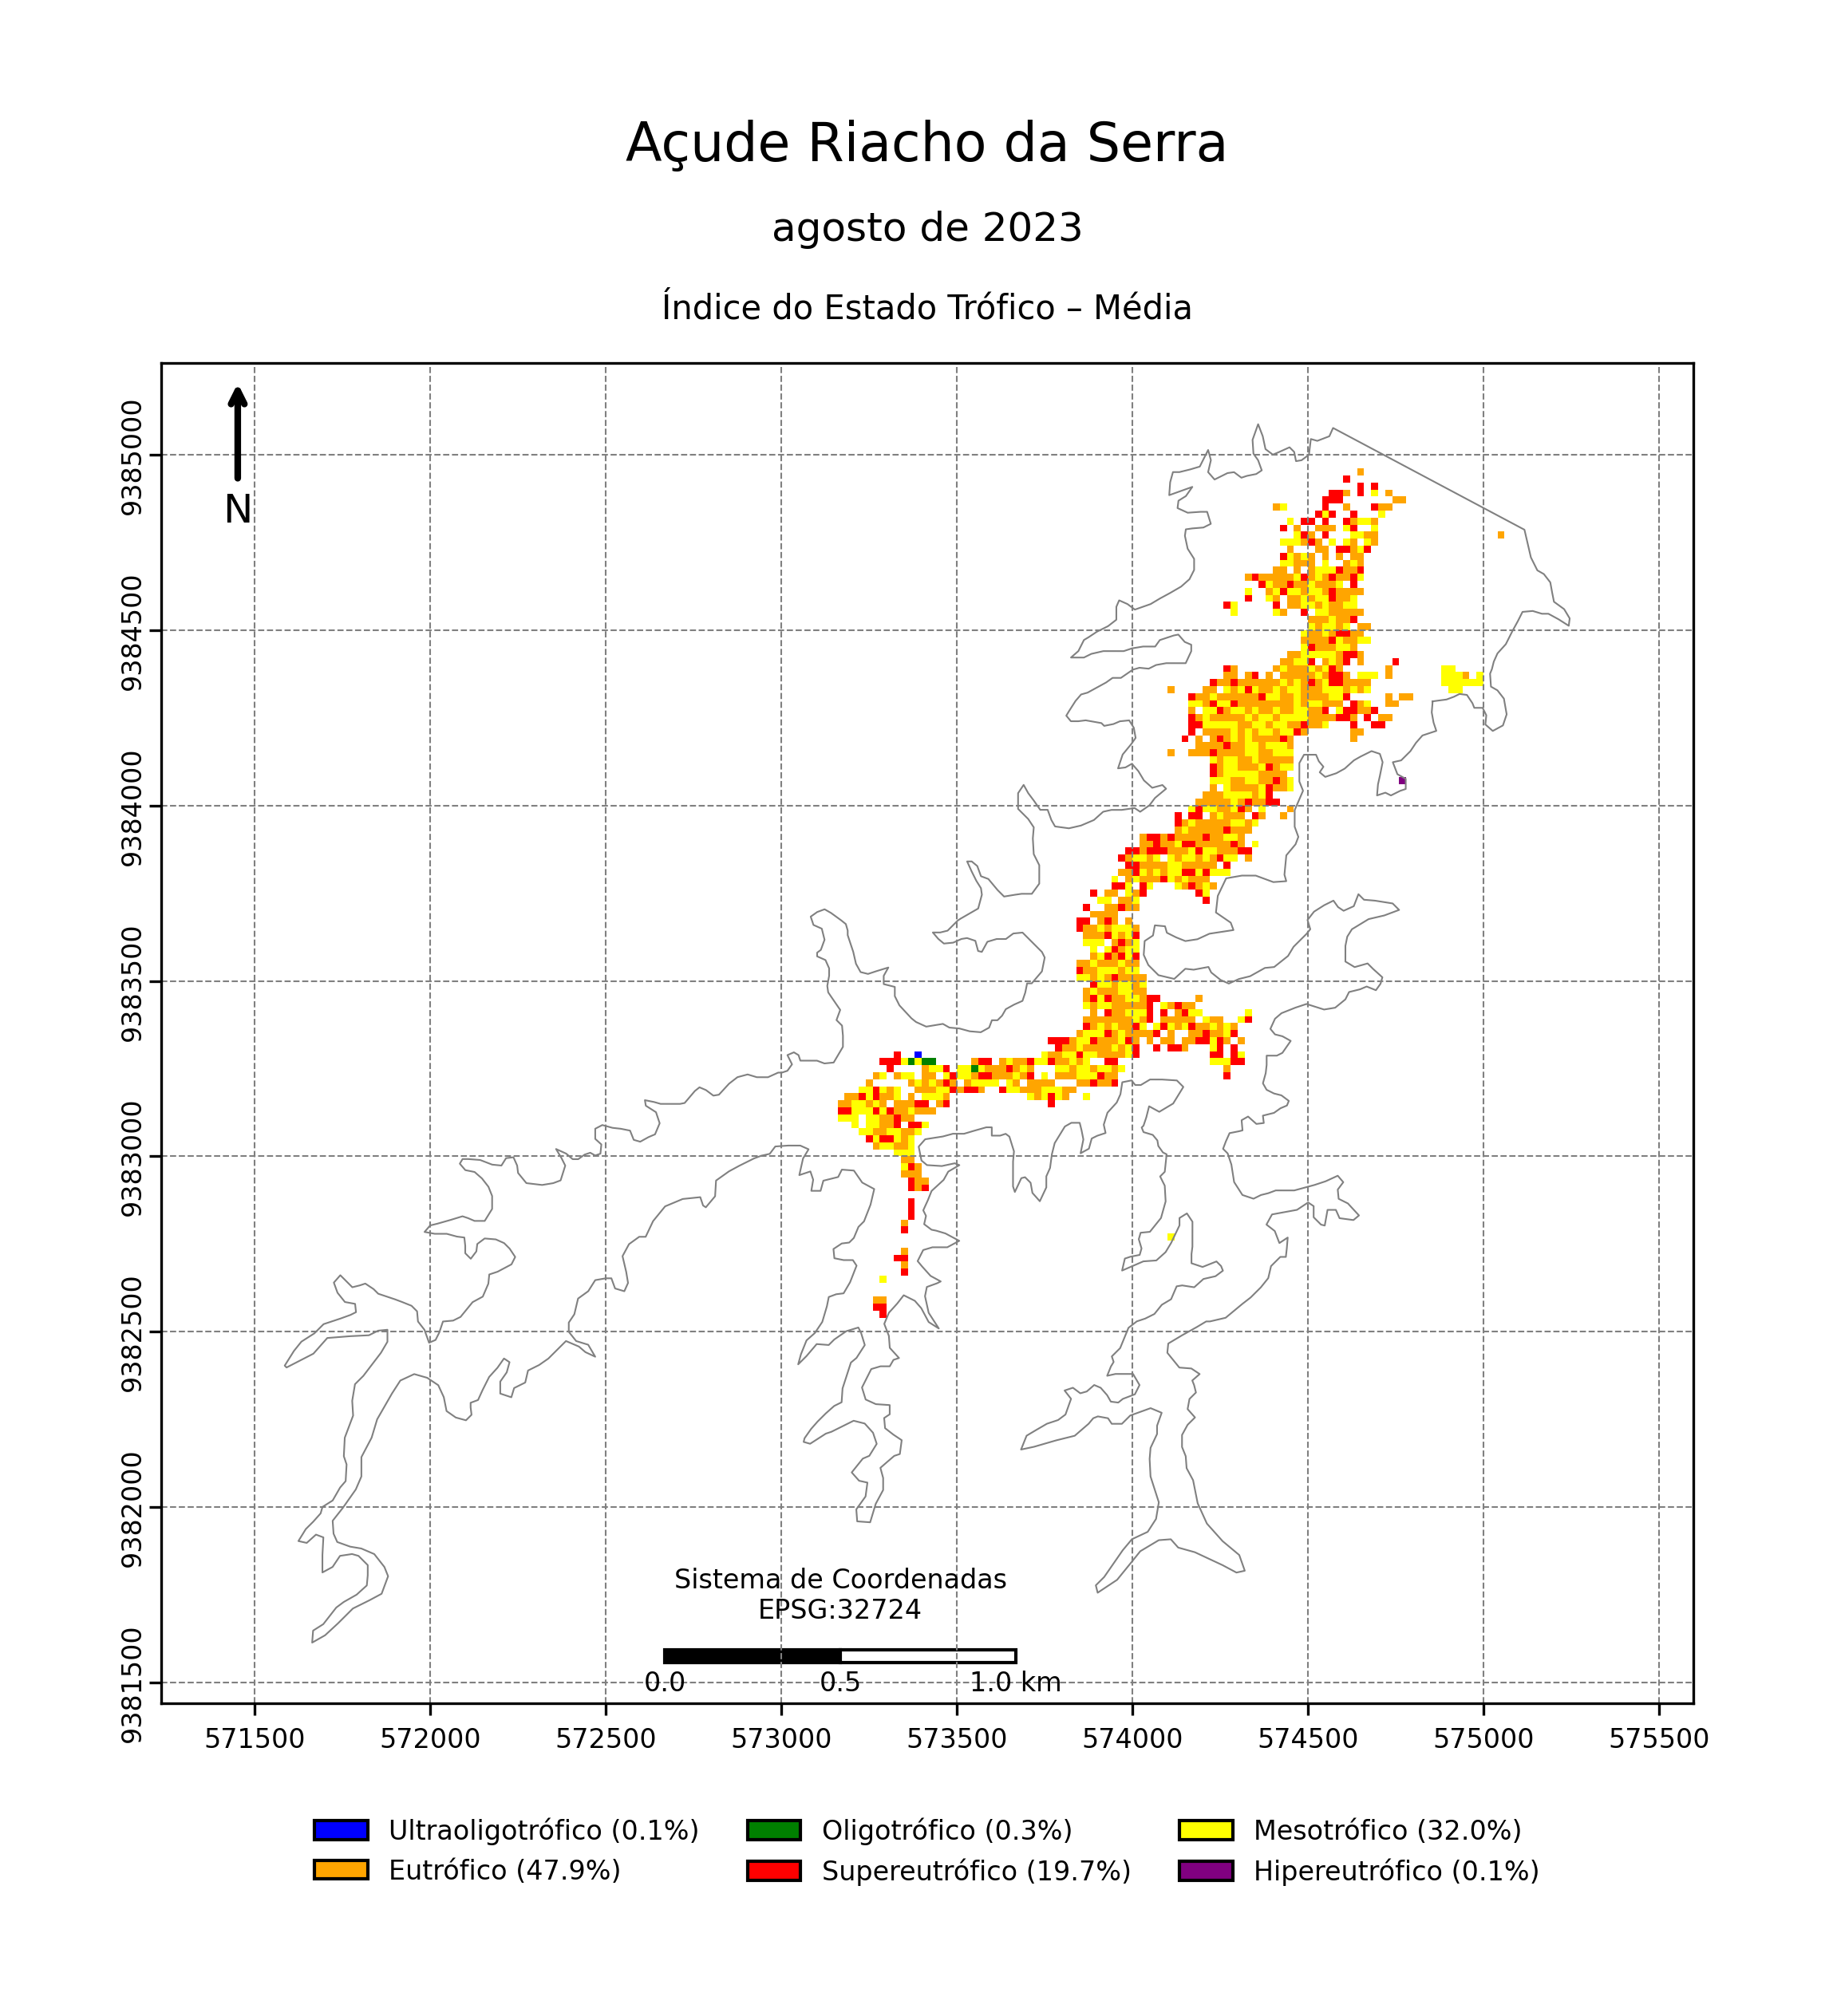 Açude Riacho da Serra
agosto de 2023
Índice do Estado Trófico – Média
N
9385000
9384500
9384000
9383500
9383000
9382500
9382000
9381500
Sistema de Coordenadas
EPSG:32724
0.0 0.5 1.0 km
571500 572000 572500 573000 573500 574000 574500 575000 575500
Ultraoligotrófico (0.1%) Oligotrófico (0.3%) Mesotrófico (32.0%)
Eutrófico (47.9%) Supereutrófico (19.7%) Hipereutrófico (0.1%)